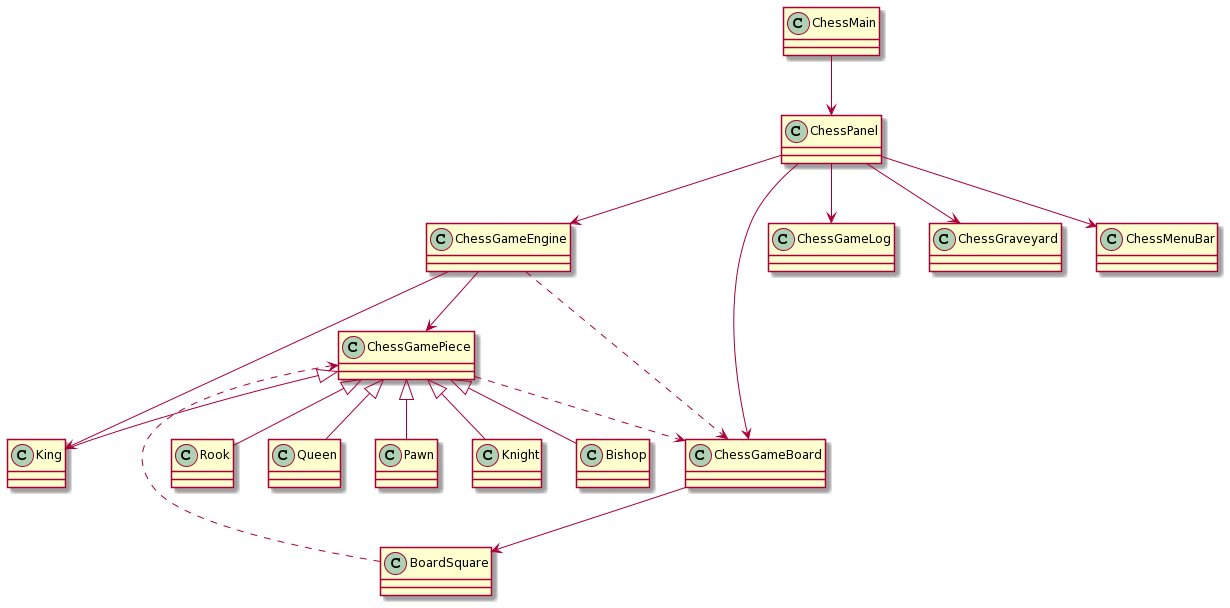 C ChessMain
C ChessPanel
C ChessGameEngine
C ChessGameLog
C ChessGraveyard
C ChessMenuBar
C ChessGamePiece
C King
C Rook
C Queen
C Pawn
C Knight
C Bishop
C ChessGameBoard
C BoardSquare